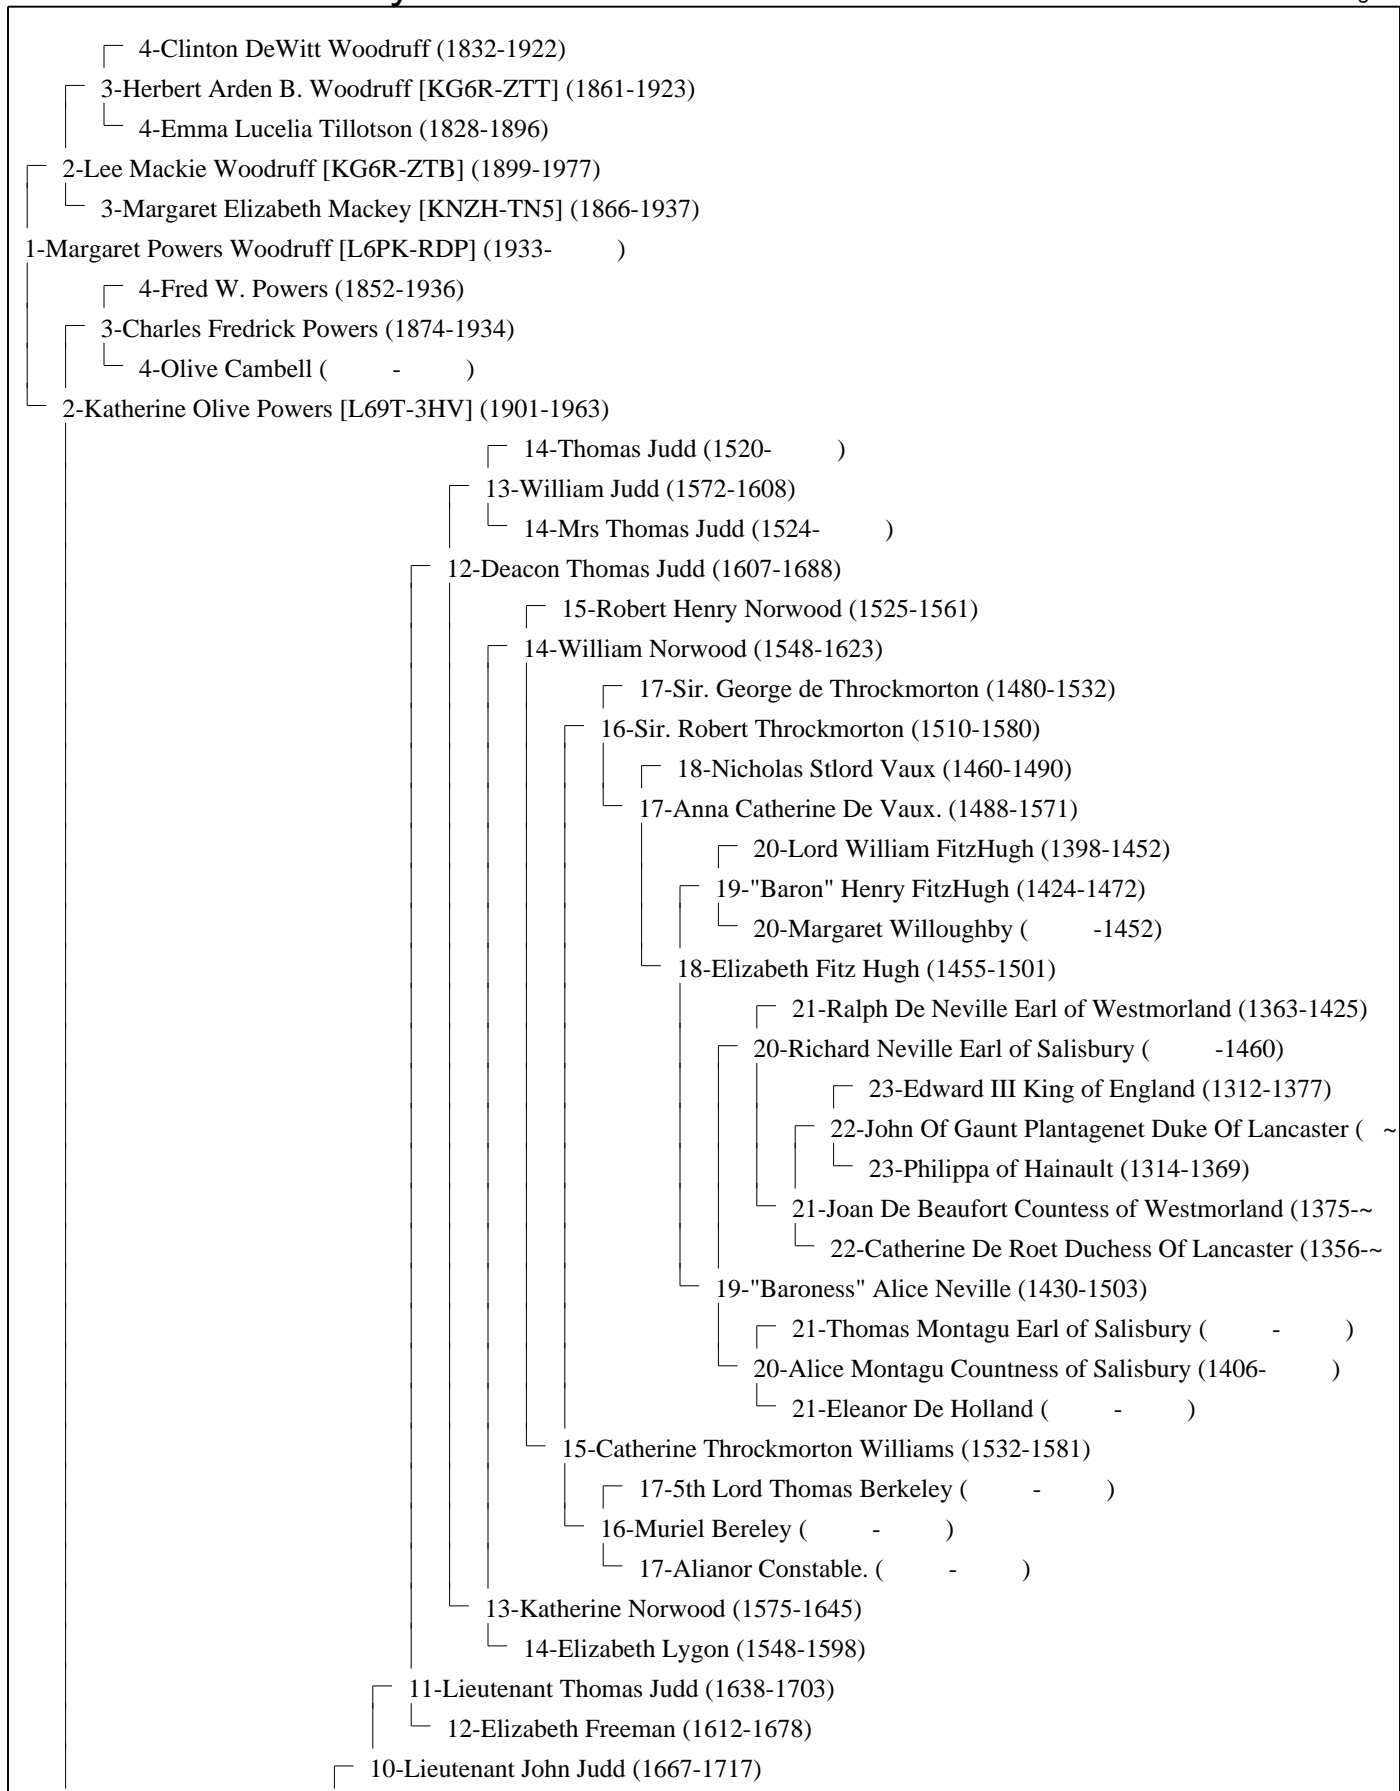 4-Clinton DeWitt Woodruff (1832-1922)
3-Herbert Arden B. Woodruff [KG6R-ZTT] (1861-1923)
4-Emma Lucelia Tillotson (1828-1896)
2-Lee Mackie Woodruff [KG6R-ZTB] (1899-1977)
3-Margaret Elizabeth Mackey [KNZH-TN5] (1866-1937)
1-Margaret Powers Woodruff [L6PK-RDP] (1933- )
4-Fred W. Powers (1852-1936)
3-Charles Fredrick Powers (1874-1934)
4-Olive Cambell ( - )
2-Katherine Olive Powers [L69T-3HV] (1901-1963)
14-Thomas Judd (1520- )
13-William Judd (1572-1608)
14-Mrs Thomas Judd (1524- )
12-Deacon Thomas Judd (1607-1688)
15-Robert Henry Norwood (1525-1561)
14-William Norwood (1548-1623)
17-Sir. George de Throckmorton (1480-1532)
16-Sir. Robert Throckmorton (1510-1580)
18-Nicholas Stlord Vaux (1460-1490)
17-Anna Catherine De Vaux. (1488-1571)
20-Lord William FitzHugh (1398-1452)
19-"Baron" Henry FitzHugh (1424-1472)
20-Margaret Willoughby ( -1452)
18-Elizabeth Fitz Hugh (1455-1501)
21-Ralph De Neville Earl of Westmorland (1363-1425)
20-Richard Neville Earl of Salisbury ( -1460)
23-Edward III King of England (1312-1377)
22-John Of Gaunt Plantagenet Duke Of Lancaster ( ~
23-Philippa of Hainault (1314-1369)
21-Joan De Beaufort Countess of Westmorland (1375-~
22-Catherine De Roet Duchess Of Lancaster (1356-~
19-"Baroness" Alice Neville (1430-1503)
21-Thomas Montagu Earl of Salisbury ( - )
20-Alice Montagu Countness of Salisbury (1406- )
21-Eleanor De Holland ( - )
15-Catherine Throckmorton Williams (1532-1581)
17-5th Lord Thomas Berkeley ( - )
16-Muriel Bereley ( - )
17-Alianor Constable. ( - )
13-Katherine Norwood (1575-1645)
14-Elizabeth Lygon (1548-1598)
11-Lieutenant Thomas Judd (1638-1703)
12-Elizabeth Freeman (1612-1678)
10-Lieutenant John Judd (1667-1717)